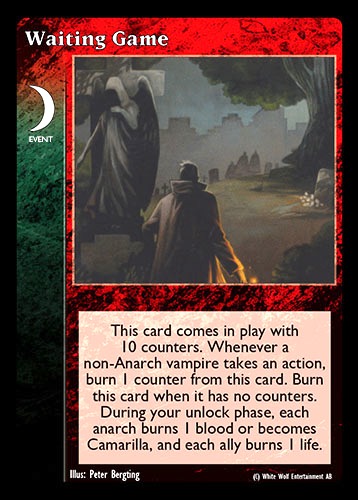 Waiting Game
EVENT
This card comes in play with
10 counters. Whenever a
non-Anarch vampire takes an action,
burn 1 counter from this card. Burn
this card when it has no counters.
During your unlock phase, each
anarch burns 1 blood or becomes
Camarilla, and each ally burns 1 life.
Illus: Peter Bergting
(C) White Wolf Entertainment AB